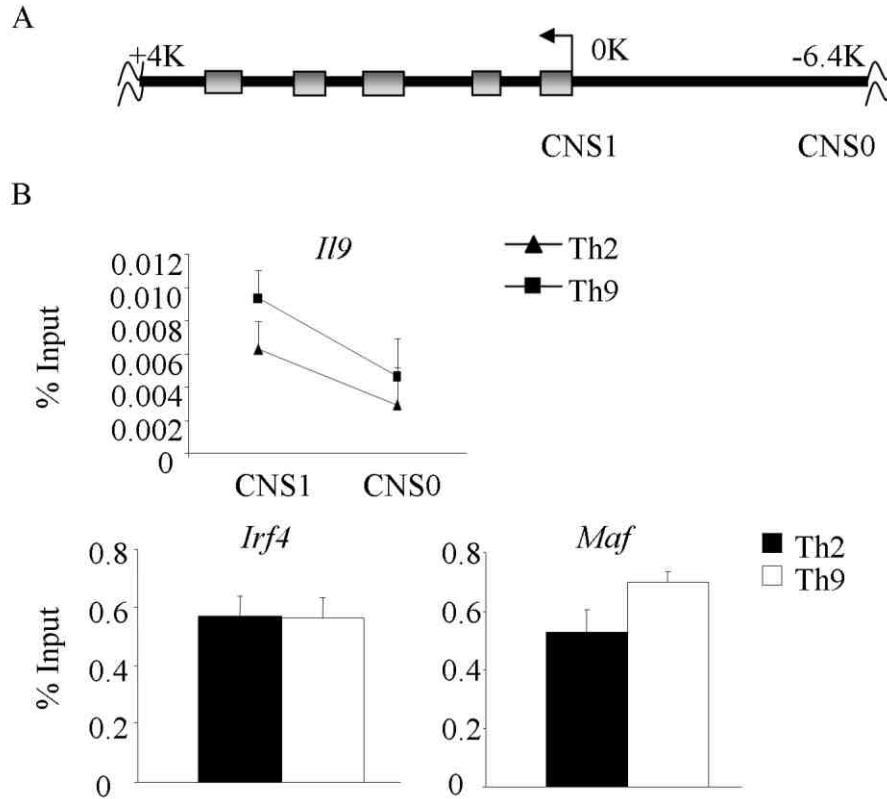 A
+4K
0K
-6.4K
CNS1
CNS0
B
Il9
Th2
Th9
% Input
0.012
0.010
0.008
0.006
0.004
0.002
0
CNS1
CNS0
Irf4
% Input
0.8
0.6
0.4
0.2
0
Maf
0.8
0.6
0.4
0.2
0
Th2
Th9